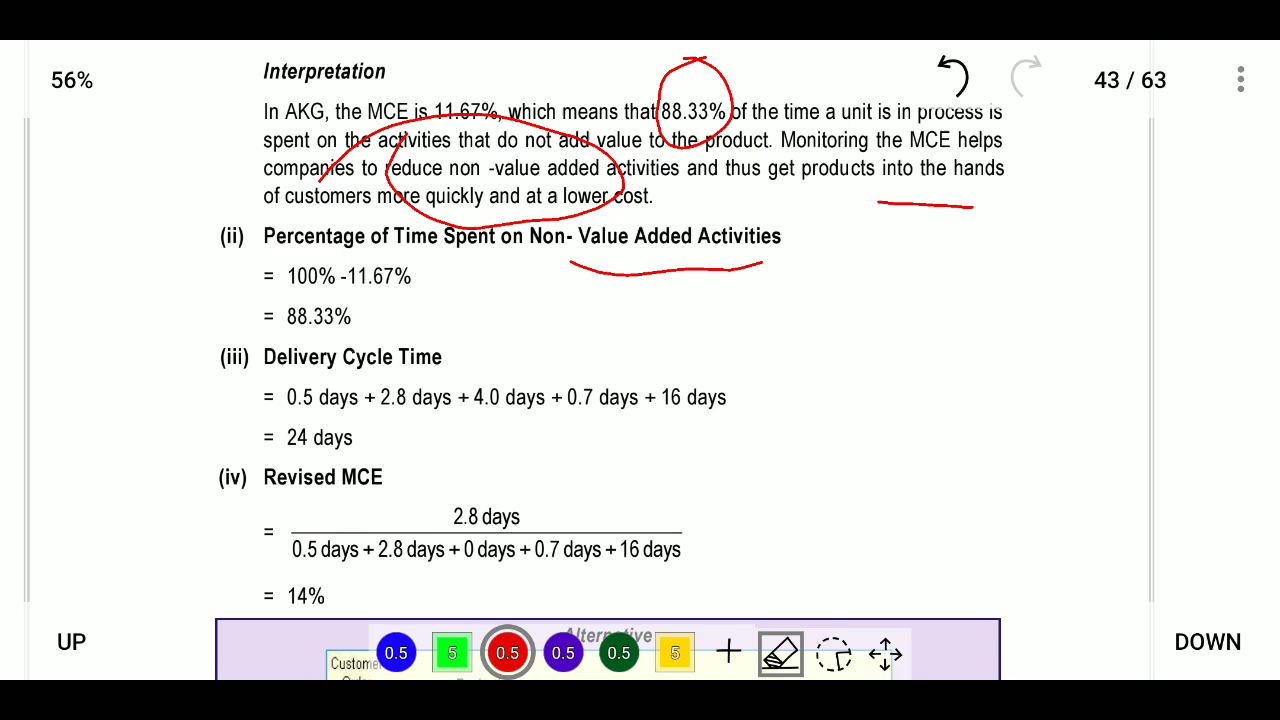 56%
43 / 63
Interpretation
In AKG, the MCE is 11.67%, which means that 88.33% of the time a unit is in process is
spent on the activities that do not add value to the product. Monitoring the MCE helps
companies to reduce non -value added activities and thus get products into the hands
of customers more quickly and at a lower cost.
(ii) Percentage of Time Spent on Non- Value Added Activities
= 100% -11.67%
= 88.33%
(iii) Delivery Cycle Time
= 0.5 days + 2.8 days + 4.0 days + 0.7 days + 16 days
= 24 days
(iv) Revised MCE
2.8 days
=
0.5 days + 2.8 days + 0 days + 0.7 days + 16 days
= 14%
UP
DOWN
Alternative
0.5 5 0.5 0.5 0.5 5
Custome